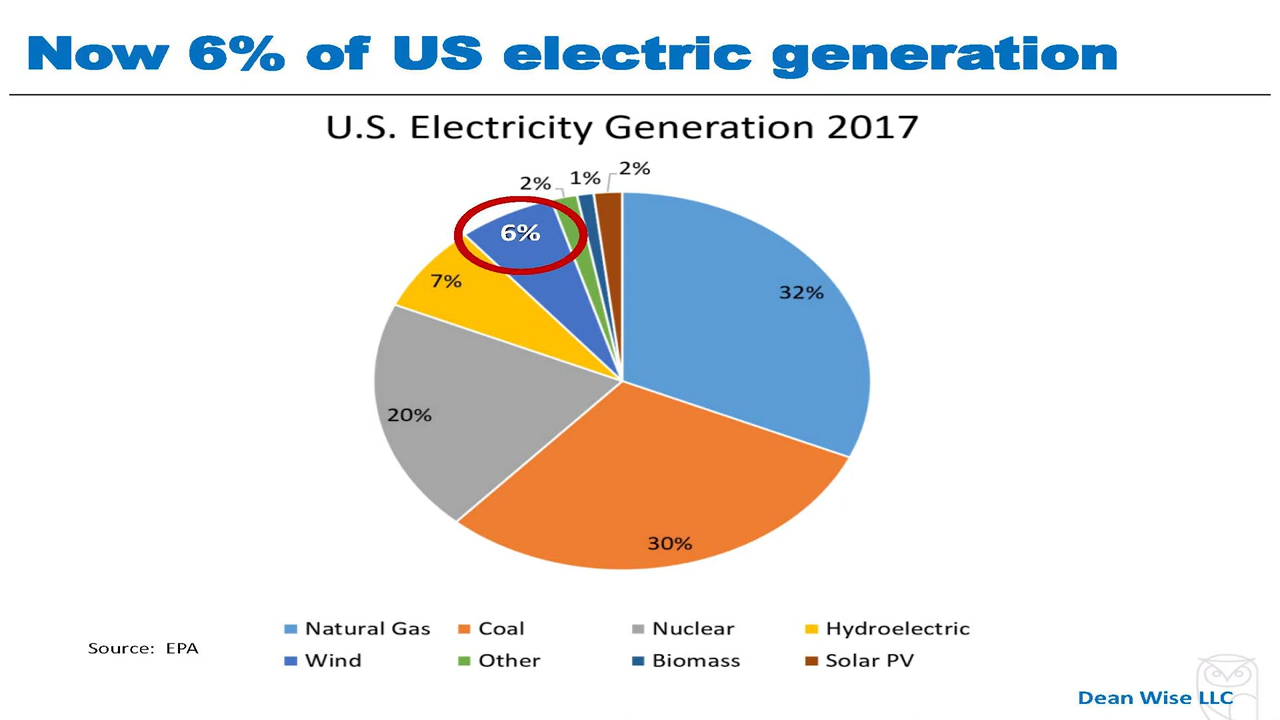 Now 6% of US electric generation
U.S. Electricity Generation 2017
2%
1%
2%
6%
32%
7%
20%
30%
Natural Gas
Coal
Nuclear
Hydroelectric
Wind
Other
Biomass
Solar PV
Source: EPA
Dean Wise LLC